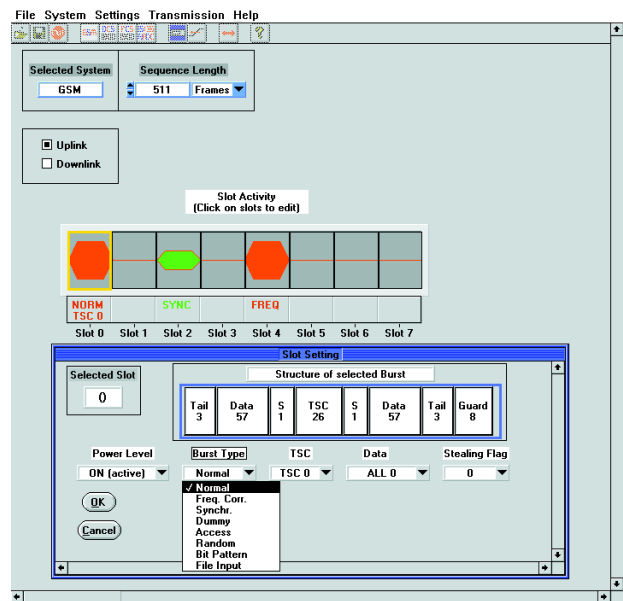 File System Settings Transmission Help
Selected System Sequence Length
GSM 511 Frames
Uplink
Downlink
Slot Activity
(Click on slots to edit)
NORM SYNC FREQ
TSC 0
Slot 0 Slot 1 Slot 2 Slot 3 Slot 4 Slot 5 Slot 6 Slot 7
Slot Setting
Selected Slot Structure of selected Burst
0
Tail Data S TSC S Data Tail Guard
3 57 1 26 1 57 3 8
Power Level Burst Type TSC Data Stealing Flag
ON (active) Normal TSC 0 ALL 0 0
Normal
Freq. Corr.
Synchr.
Dummy
Access
Random
Bit Pattern
File Input
OK
Cancel